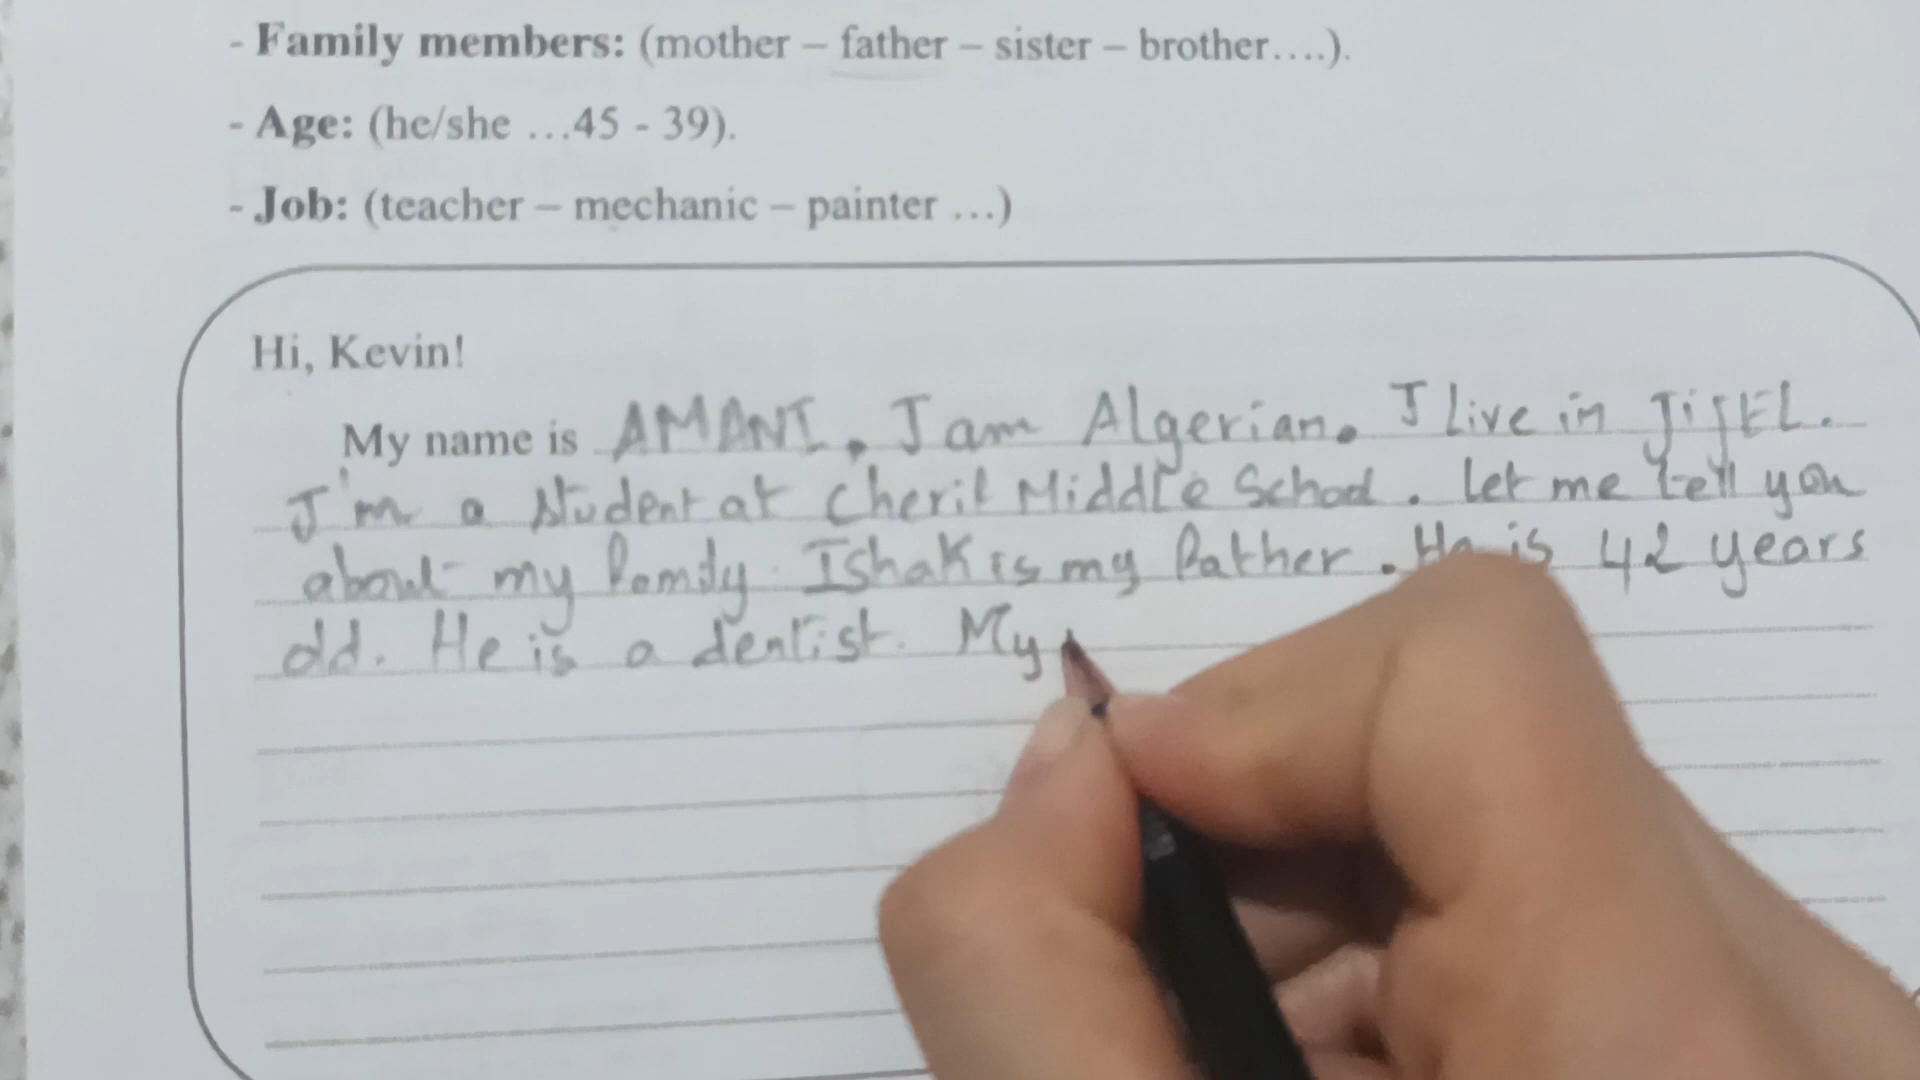 - Family members: (mother – father – sister – brother….).
- Age: (he/she …45 - 39).
- Job: (teacher – mechanic – painter …)
Hi, Kevin!
My name is AMANI. I am Algerian. I live in JijEL.
I'm a student at Cherif Middle School. let me tell you
about my family. Ishak is my father. He is 42 years
old. He is a dentist. My